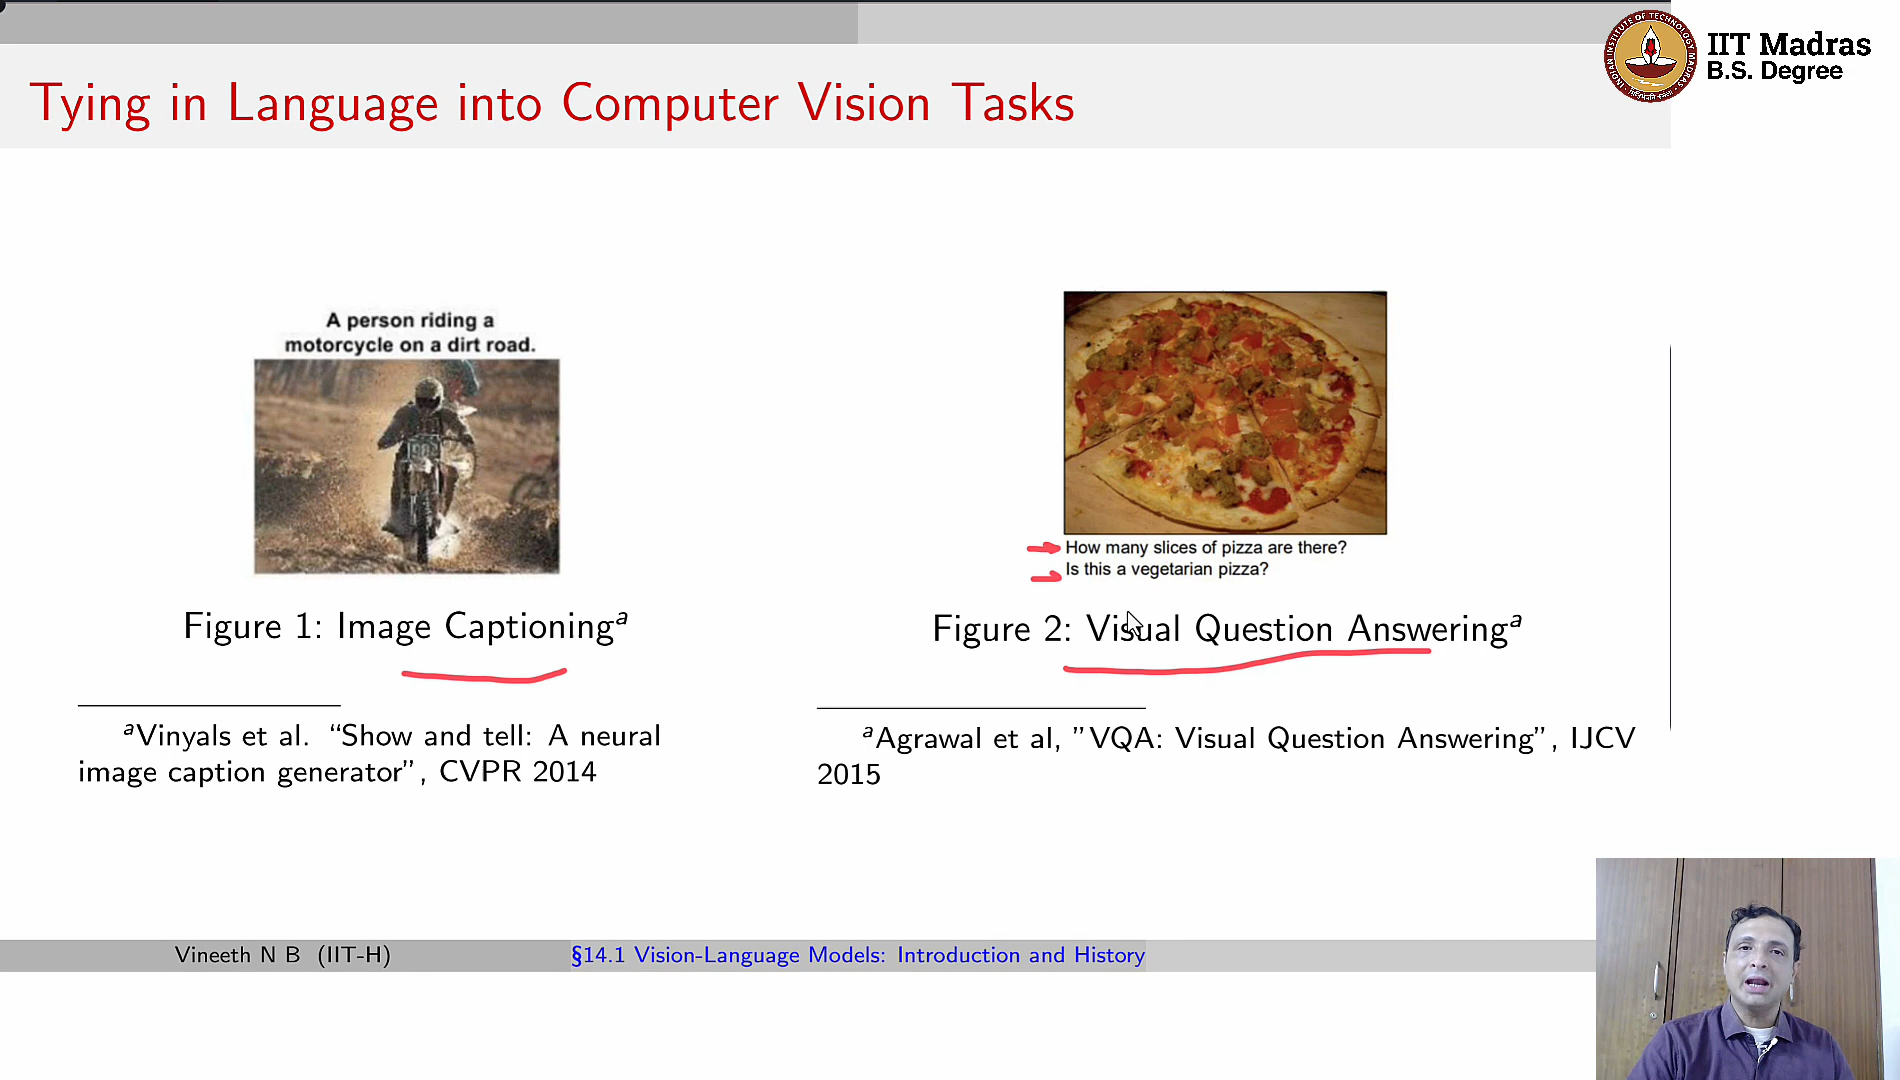 IIT Madras
B.S. Degree
Tying in Language into Computer Vision Tasks
A person riding a
motorcycle on a dirt road.
Figure 1: Image Captioningª
ªVinyals et al. “Show and tell: A neural
image caption generator”, CVPR 2014
How many slices of pizza are there?
Is this a vegetarian pizza?
Figure 2: Visual Question Answeringª
ªAgrawal et al, ”VQA: Visual Question Answering”, IJCV
2015
Vineeth N B (IIT-H)
§14.1 Vision-Language Models: Introduction and History